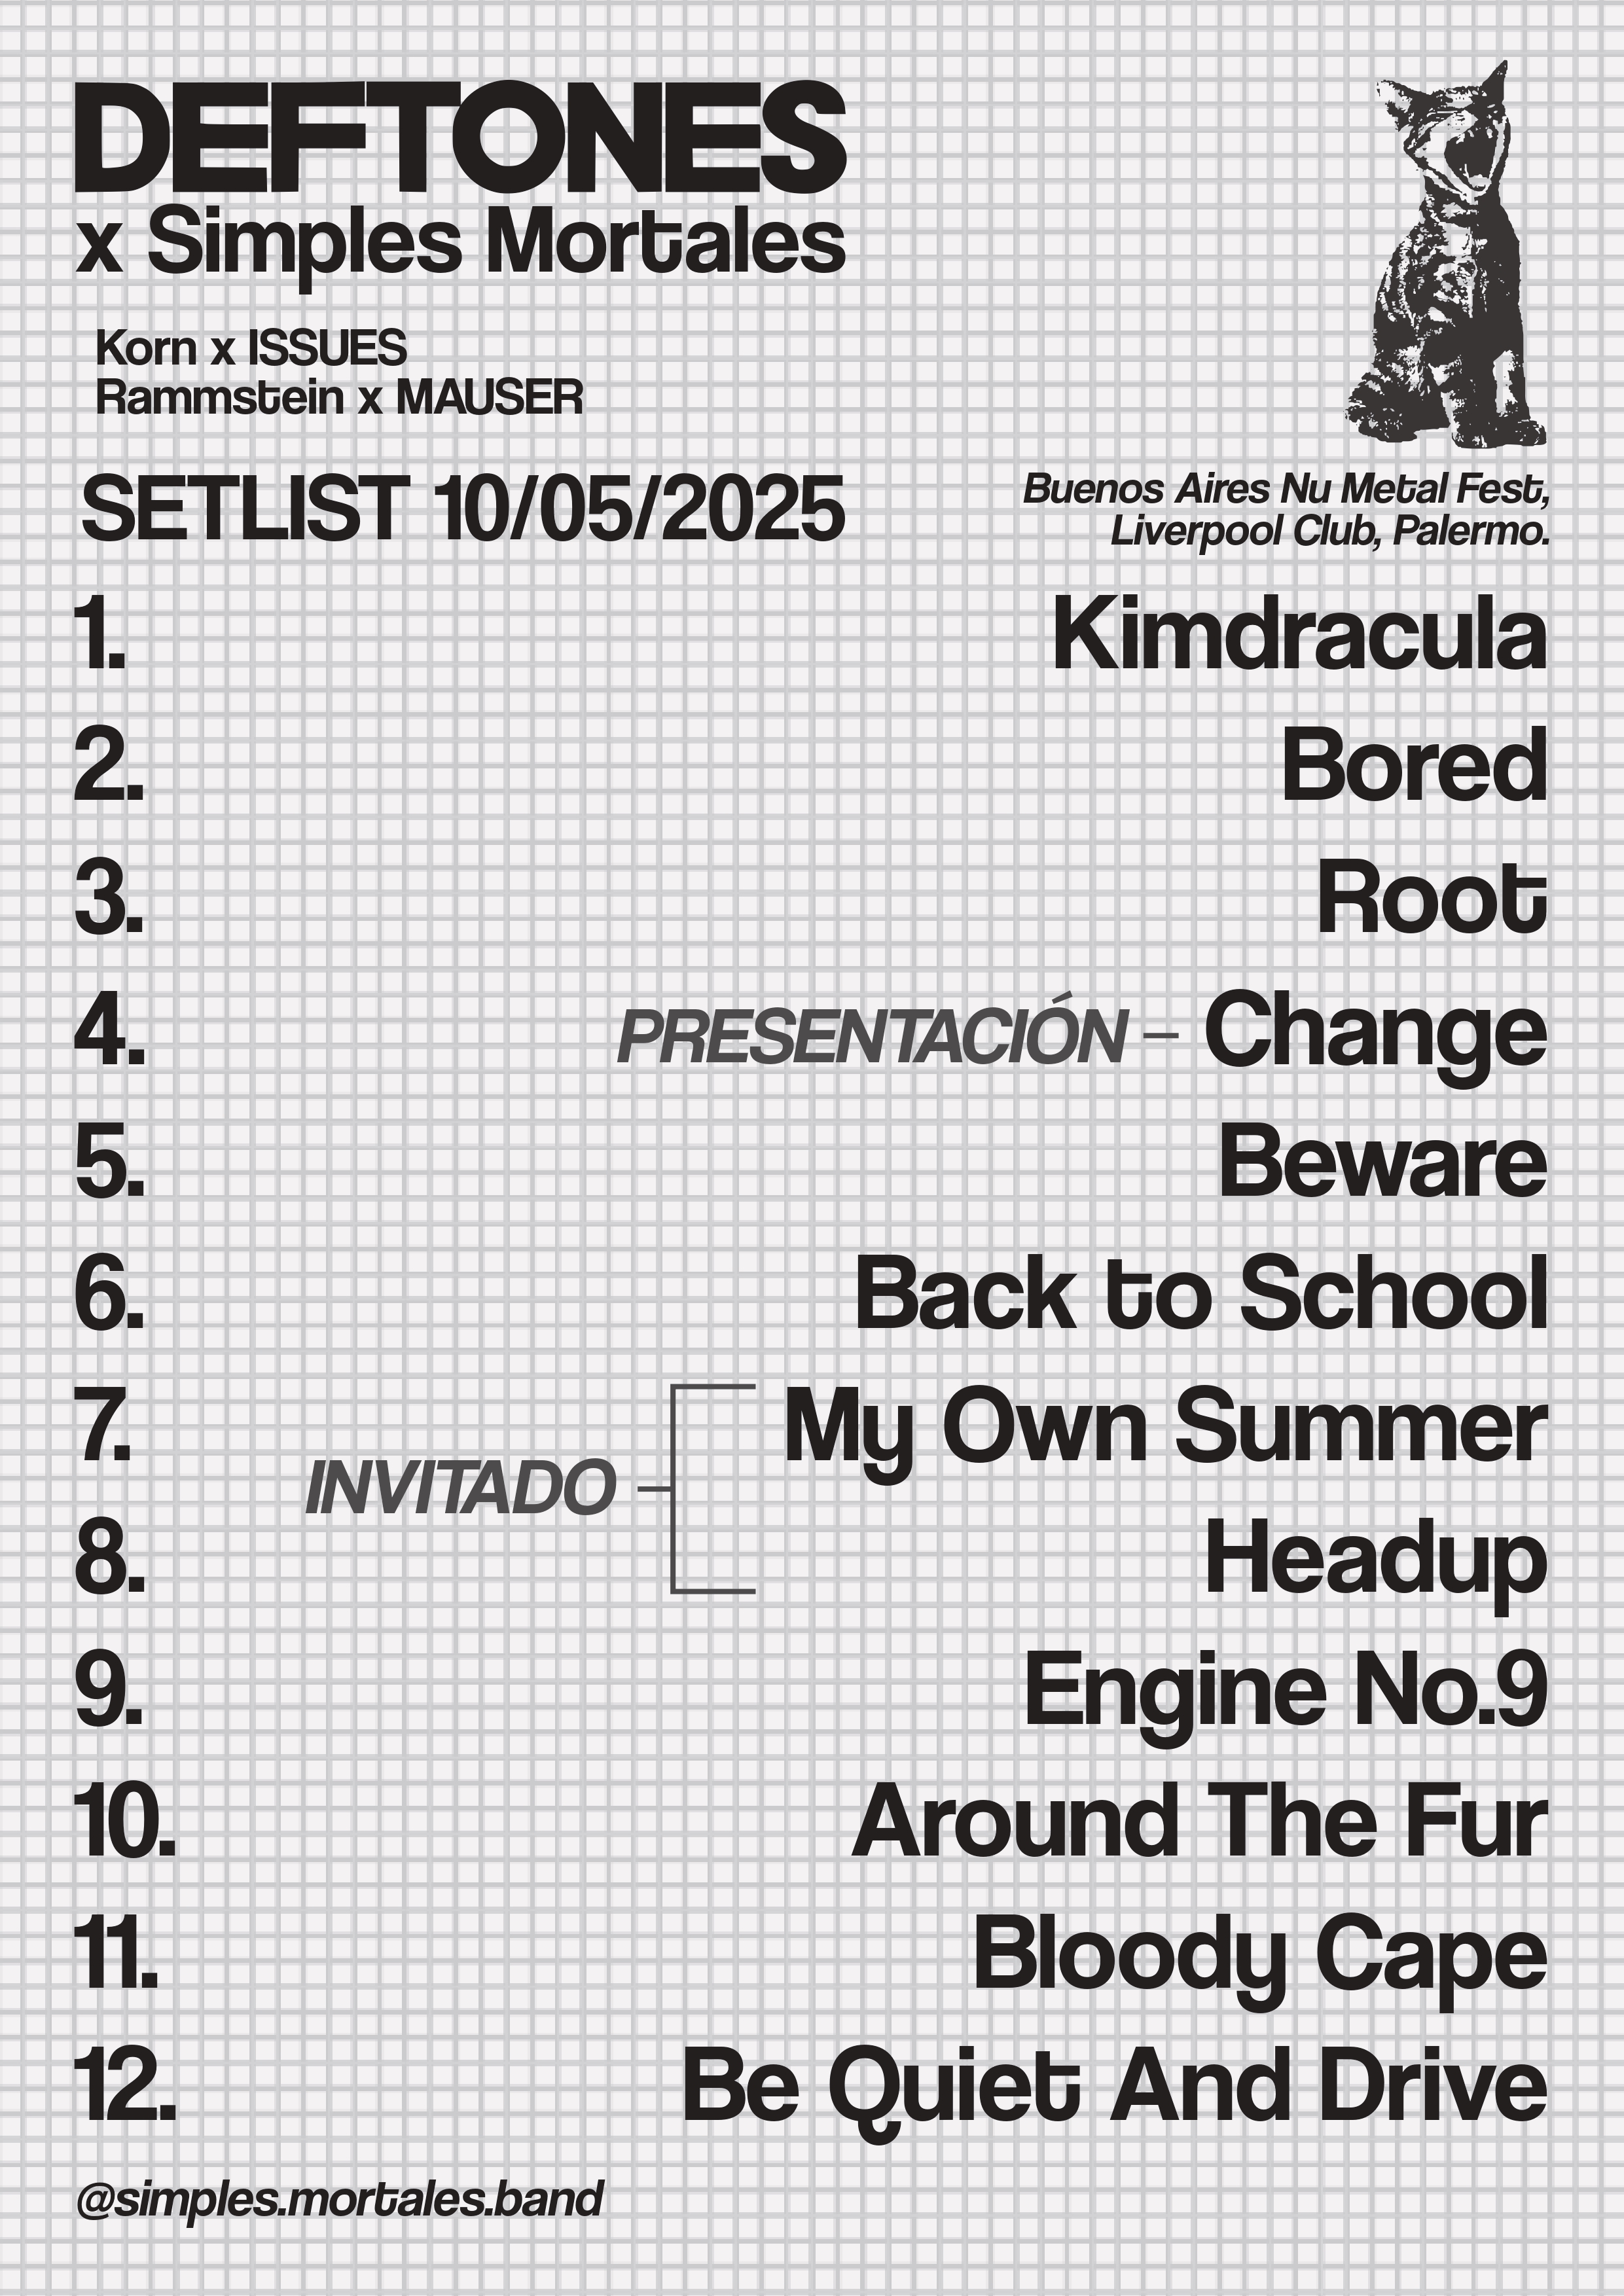 DEFTONES
x Simples Mortales
Korn x ISSUES
Rammstein x MAUSER
SETLIST 10/05/2025
Buenos Aires Nu Metal Fest,
Liverpool Club, Palermo.
1. Kimdracula
2. Bored
3. Root
4. PRESENTACIÓN – Change
5. Beware
6. Back to School
7. My Own Summer
INVITADO
8. Headup
9. Engine No.9
10. Around The Fur
11. Bloody Cape
12. Be Quiet And Drive
@simples.mortales.band